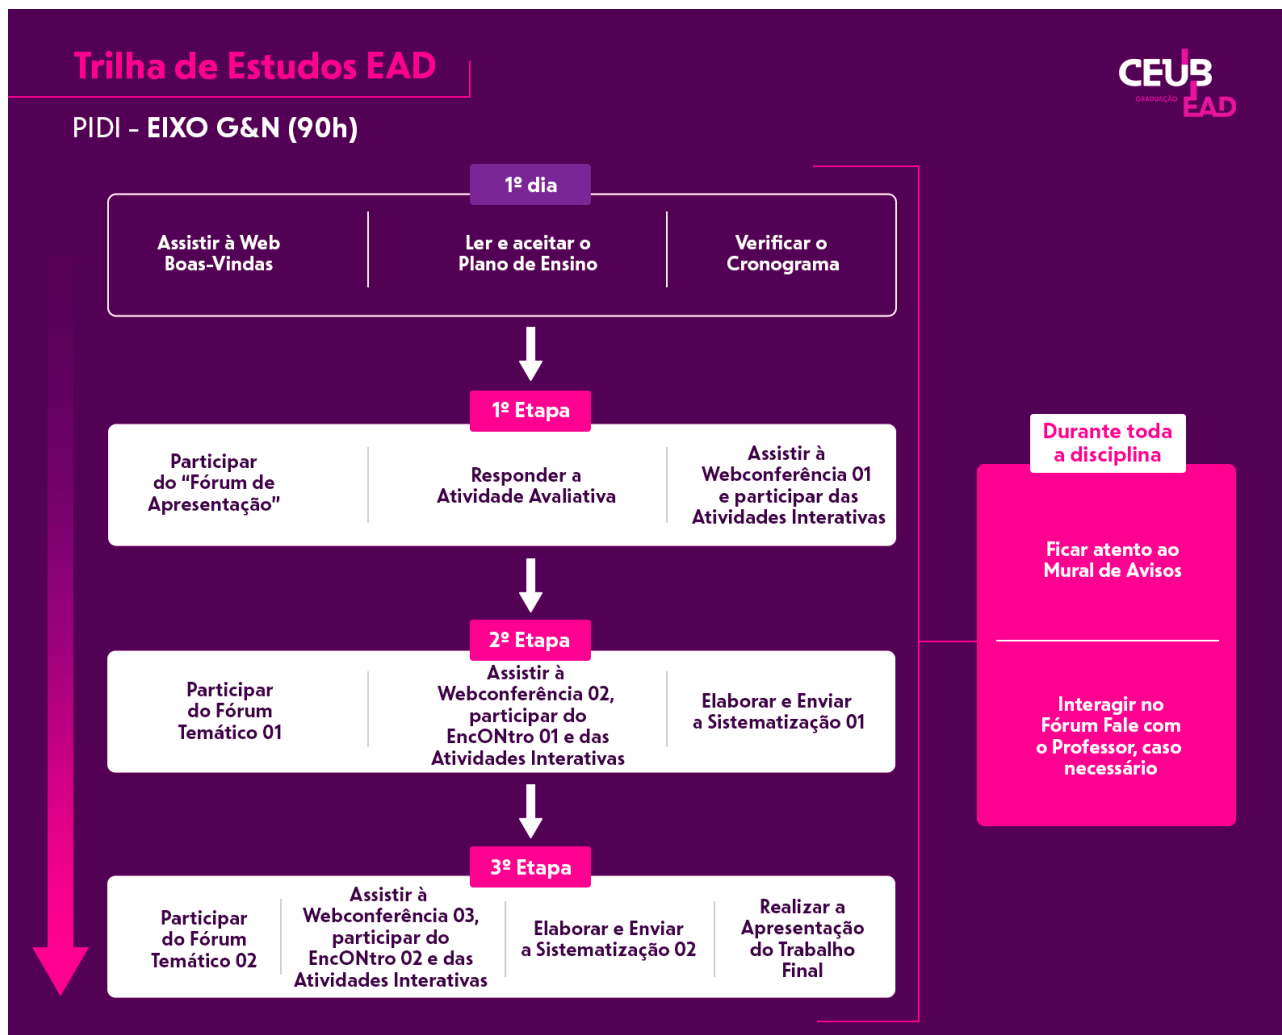 Trilha de Estudos EAD
CEUB
GRADUAÇÃO
EAD
PIDI - EIXO G&N (90h)
1º dia
Assistir à Web
Boas-Vindas
Ler e aceitar o
Plano de Ensino
Verificar o
Cronograma
1º Etapa
Participar
do “Fórum de
Apresentação”
Responder a
Atividade Avaliativa
Assistir à
Webconferência 01
e participar das
Atividades Interativas
2º Etapa
Participar
do Fórum
Temático 01
Assistir à
Webconferência 02,
participar do
EncONtro 01 e das
Atividades Interativas
Elaborar e Enviar
a Sistematização 01
3º Etapa
Participar
do Fórum
Temático 02
Assistir à
Webconferência 03,
participar do
EncONtro 02 e das
Atividades Interativas
Elaborar e Enviar
a Sistematização 02
Realizar a
Apresentação
do Trabalho
Final
Durante toda
a disciplina
Ficar atento ao
Mural de Avisos
Interagir no
Fórum Fale com
o Professor, caso
necessário